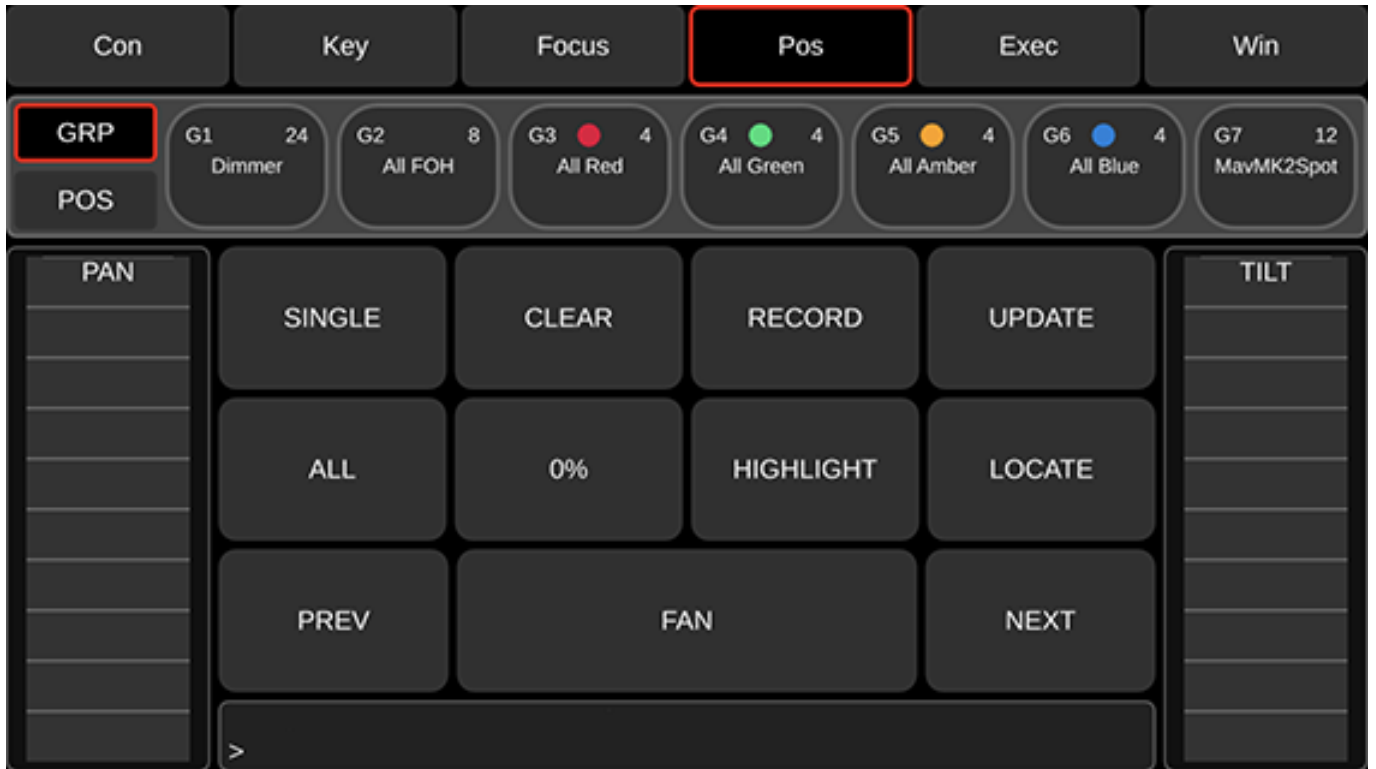 Con Key Focus Pos Exec Win
GRP
POS
G1 24
Dimmer
G2 8
All FOH
G3 4
All Red
G4 4
All Green
G5 4
All Amber
G6 4
All Blue
G7 12
MavMK2Spot
PAN
SINGLE CLEAR RECORD UPDATE
TILT
ALL 0% HIGHLIGHT LOCATE
PREV FAN NEXT
>